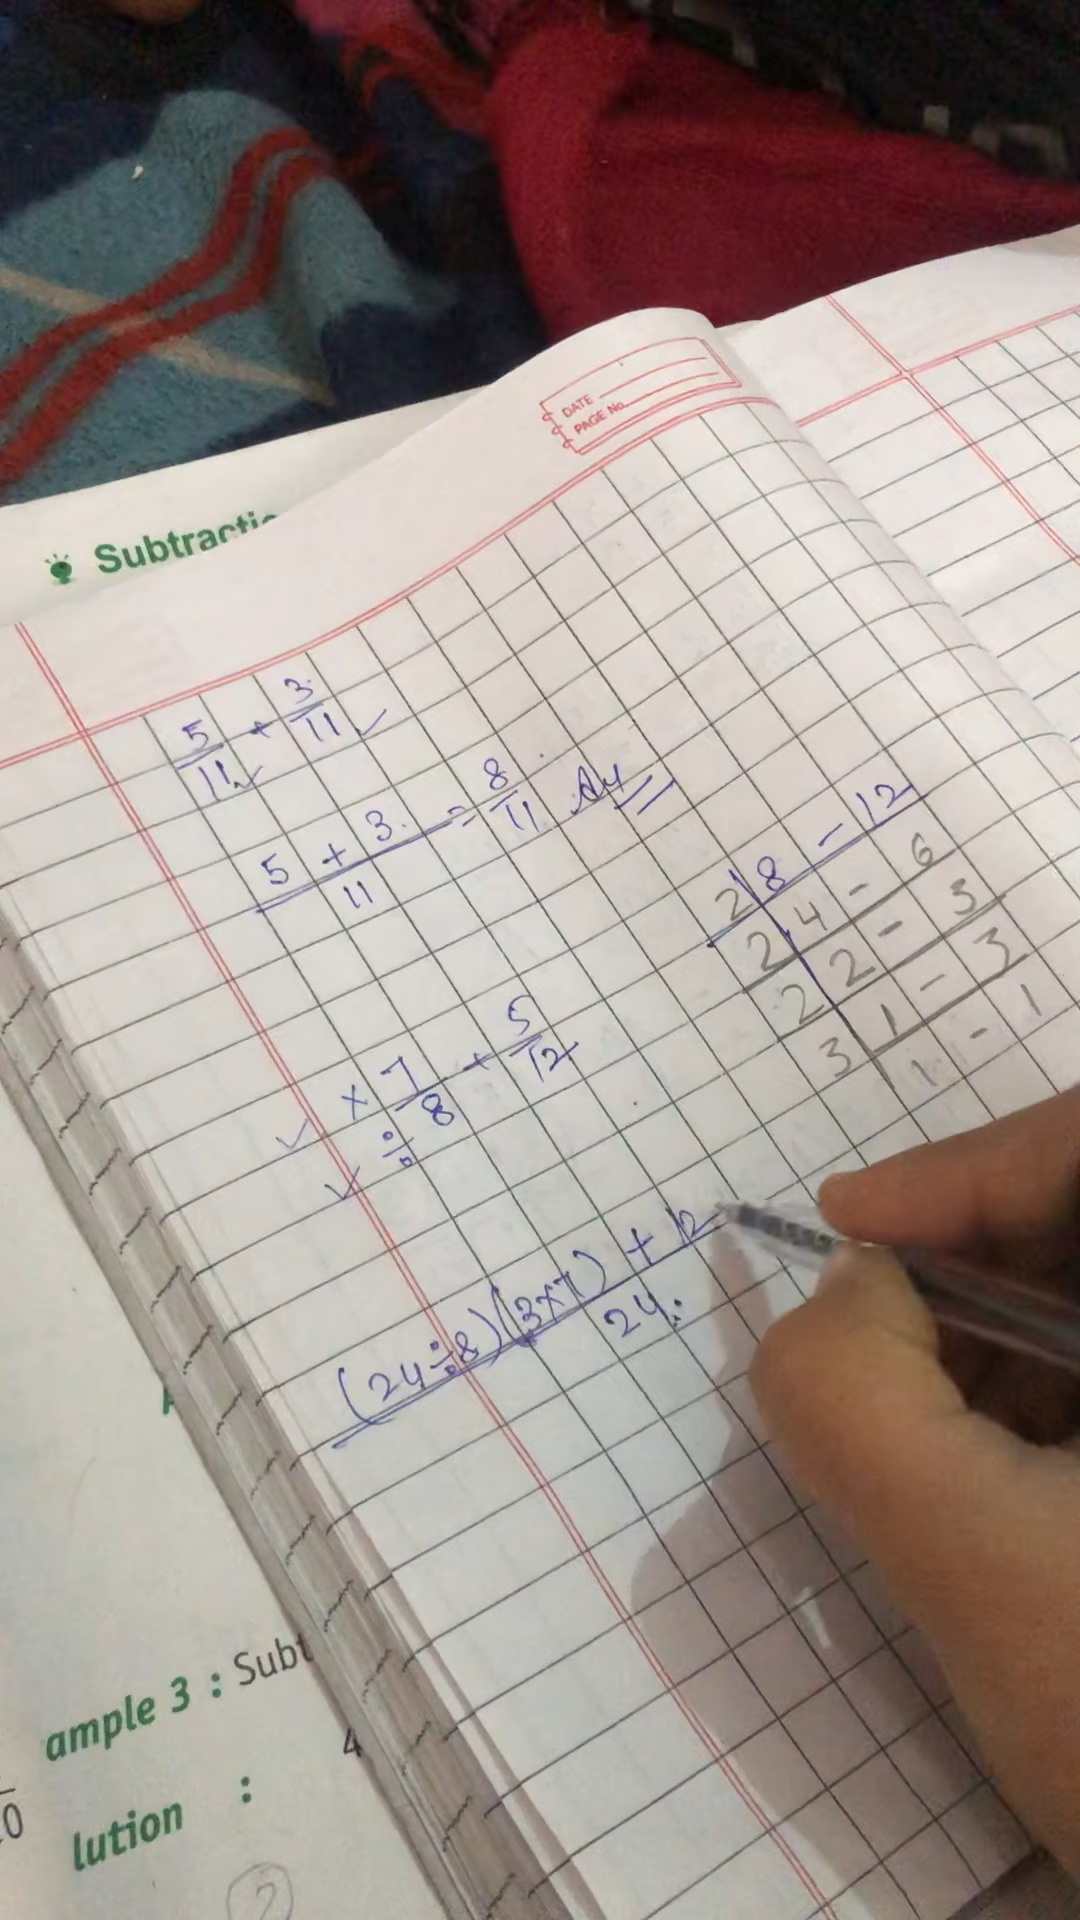 DATE
PAGE No.
Subtractio
5/11 + 3/11 ✓
5 + 3 / 11 = 8/11
2 | 8 - 12
2 | 4 - 6
2 | 2 - 3
3 | 1 - 3
1 - 1
✓ × 7/8 + 5/12
✓ ÷
(24÷8)(3×7) + 12
24
ample 3 : Subt
4
lution :
2